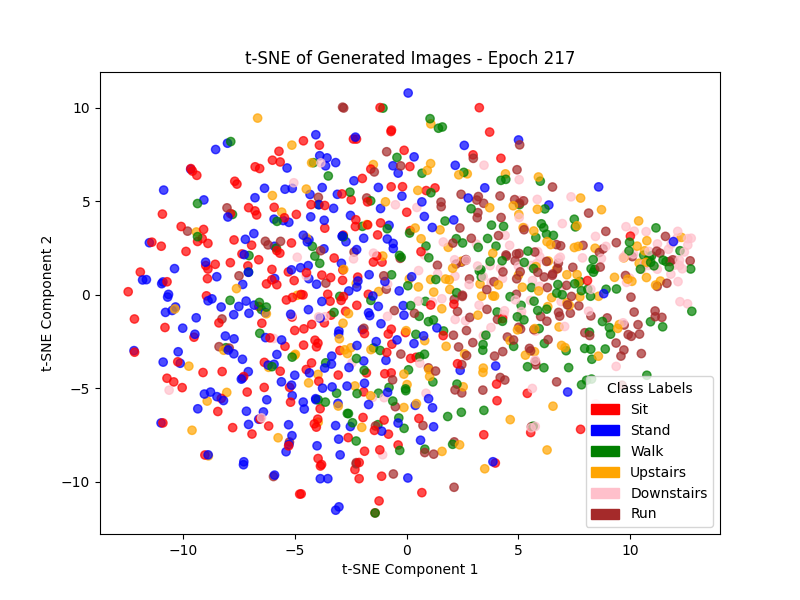 t-SNE of Generated Images - Epoch 217
10
5
0
−5
−10
t-SNE Component 2
Class Labels
Sit
Stand
Walk
Upstairs
Downstairs
Run
−10
−5
0
5
10
t-SNE Component 1